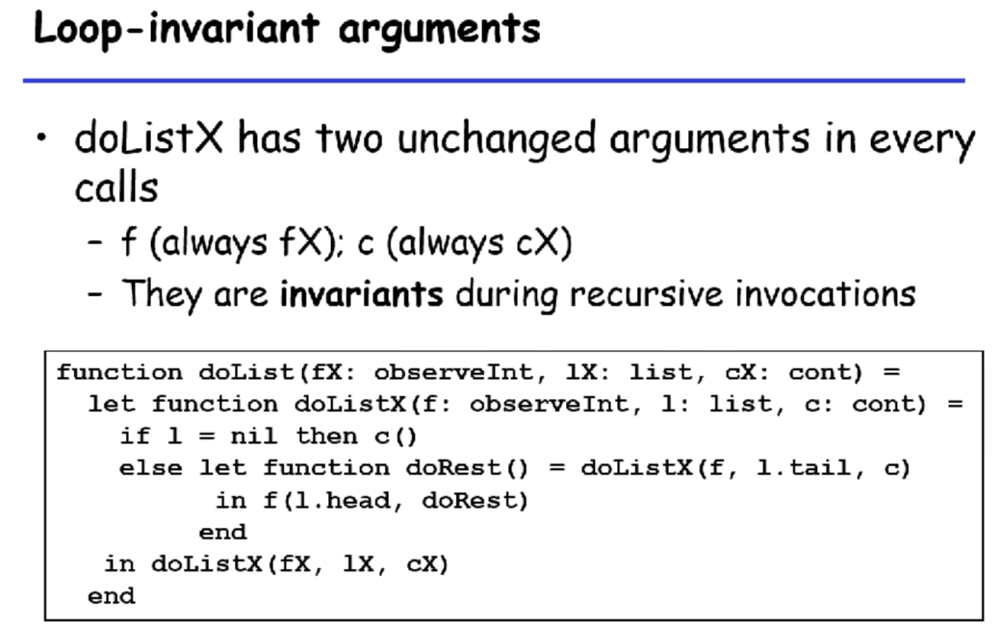 Loop-invariant arguments
• doListX has two unchanged arguments in every
calls
– f (always fX); c (always cX)
– They are invariants during recursive invocations
function doList(fX: observeInt, lX: list, cX: cont) =
let function doListX(f: observeInt, l: list, c: cont) =
if l = nil then c()
else let function doRest() = doListX(f, l.tail, c)
in f(l.head, doRest)
end
in doListX(fX, lX, cX)
end